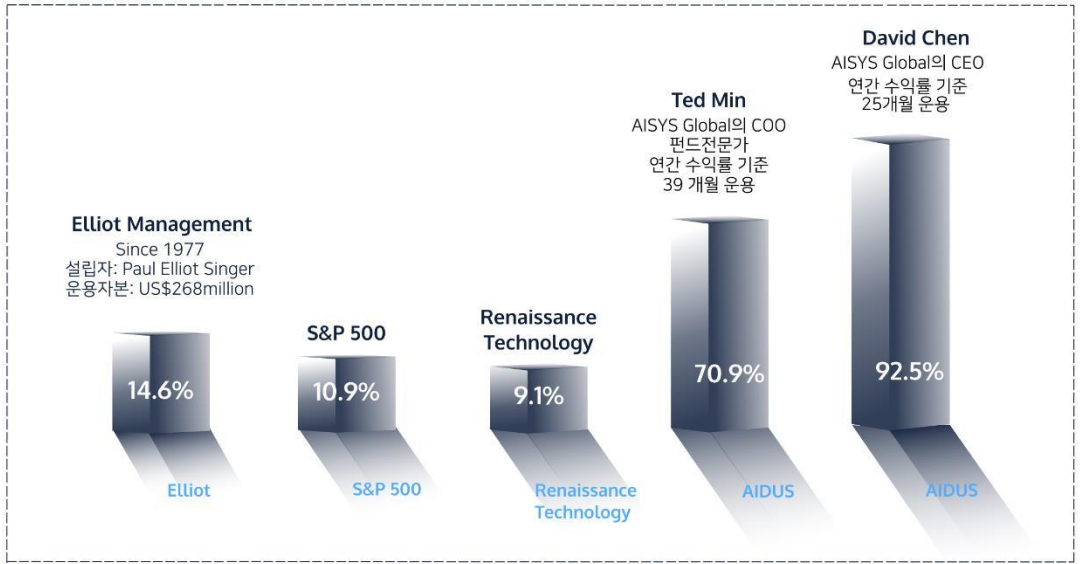 Elliot Management
Since 1977
설립자: Paul Elliot Singer
운용자본: US$268million
14.6%
Elliot
S&P 500
10.9%
S&P 500
Renaissance
Technology
9.1%
Renaissance
Technology
Ted Min
AISYS Global의 COO
펀드전문가
연간 수익률 기준
39 개월 운용
70.9%
AIDUS
David Chen
AISYS Global의 CEO
연간 수익률 기준
25개월 운용
92.5%
AIDUS